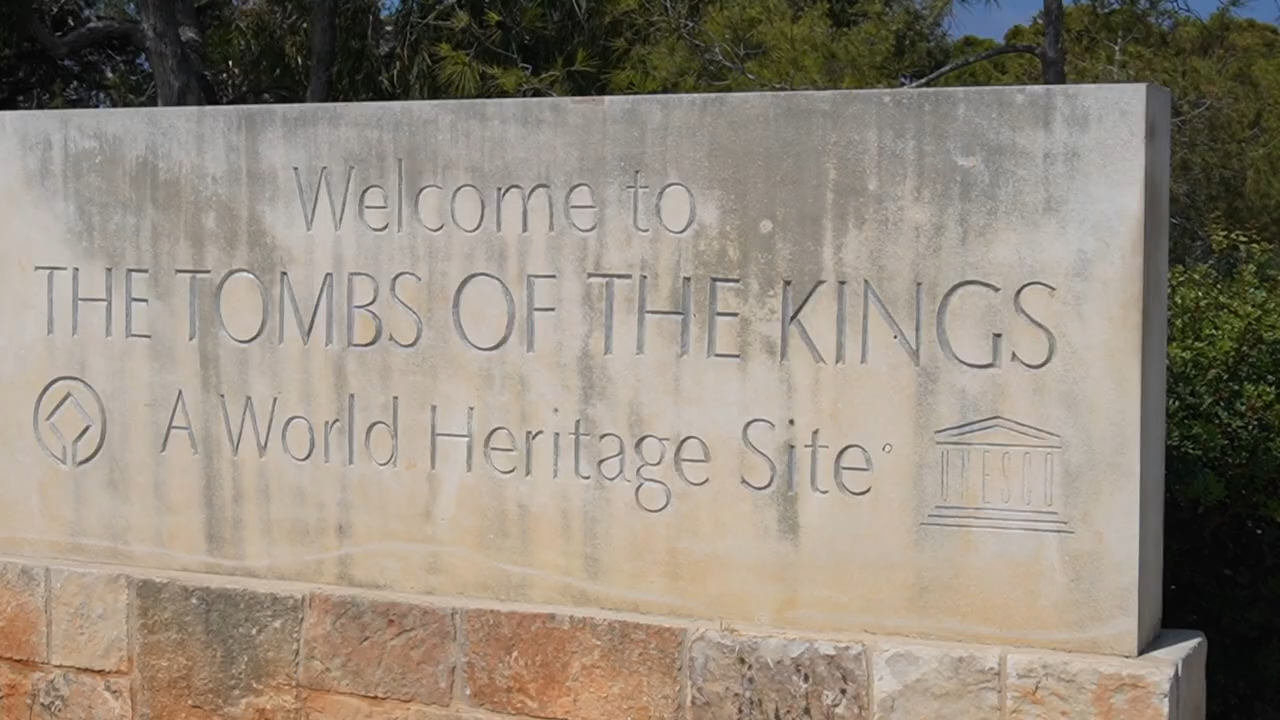 Welcome to
THE TOMBS OF THE KINGS
A World Heritage Site
UNESCO